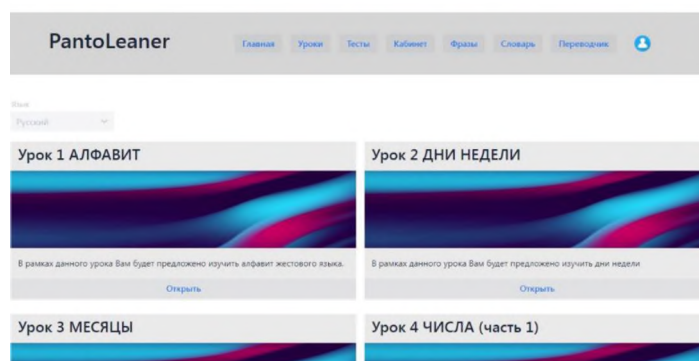 PantoLeaner
Главная Уроки Тесты Кабинет Фразы Словарь Переводчик
Язык
Русский
Урок 1 АЛФАВИТ
Урок 2 ДНИ НЕДЕЛИ
В рамках данного урока Вам будет предложено изучить алфавит жестового языка.
В рамках данного урока Вам будет предложено изучить дни недели
Открыть
Открыть
Урок 3 МЕСЯЦЫ
Урок 4 ЧИСЛА (часть 1)